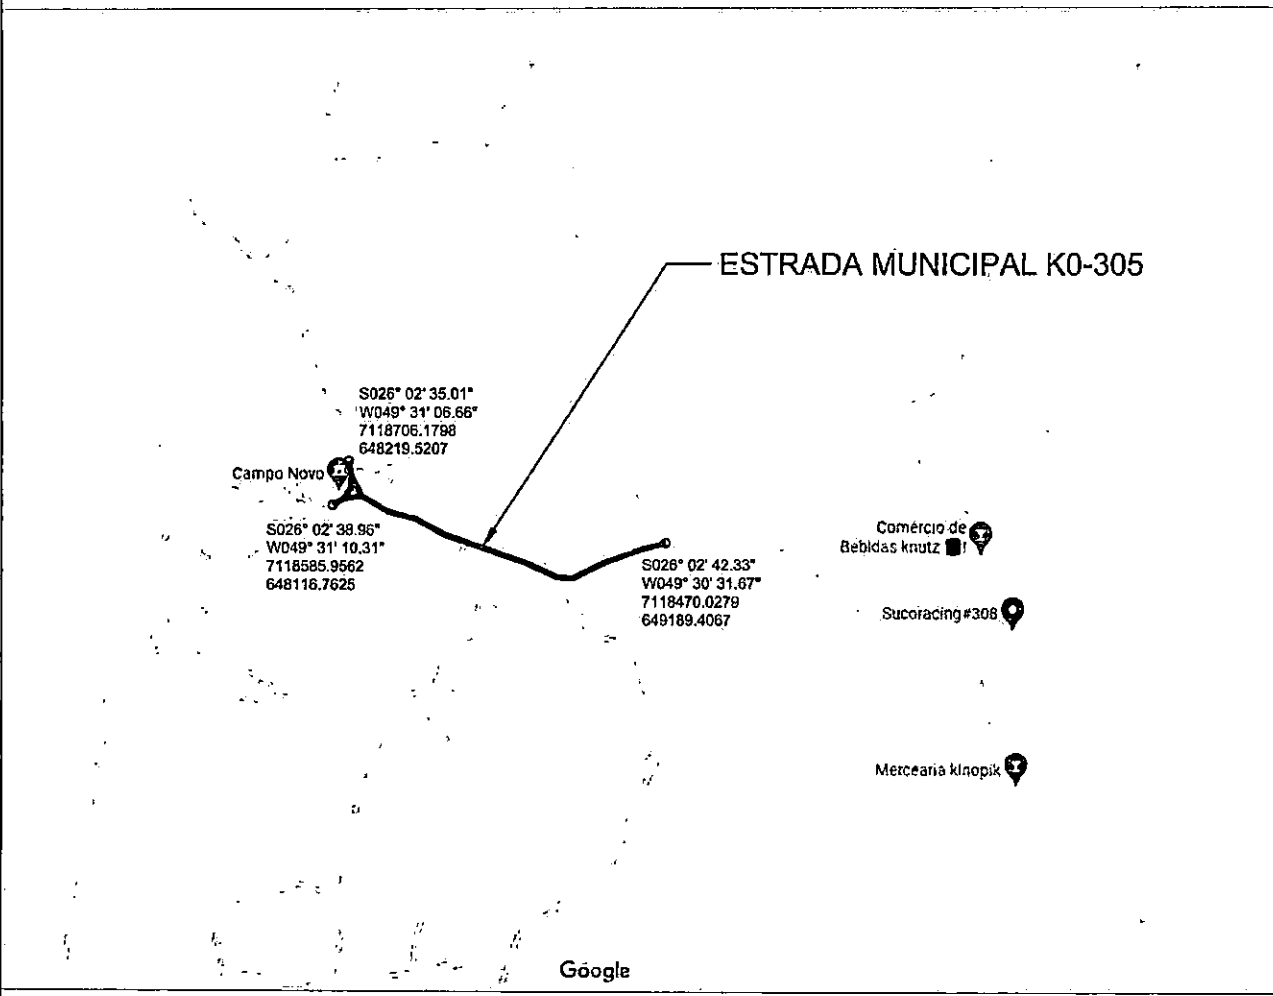 ESTRADA MUNICIPAL K0-305
S026° 02' 35.01"
W049° 31' 06.66"
7118706.1798
648219.5207
Campo Novo
S026° 02' 38.96"
W049° 31' 10.31"
7118585.9562
648116.7625
S026° 02' 42.33"
W049° 30' 31.67"
7118470.0279
649189.4067
Comércio de
Bebidas knutz
Sucoracing #308
Mercearia kinopik
Google